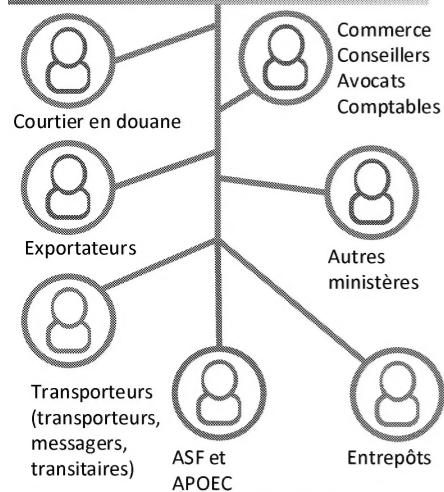 Commerce
Conseillers
Avocats
Comptables
Courtier en douane
Exportateurs
Autres
ministères
Transporteurs
(transporteurs,
messagers,
transitaires)
ASF et
APOEC
Entrepôts